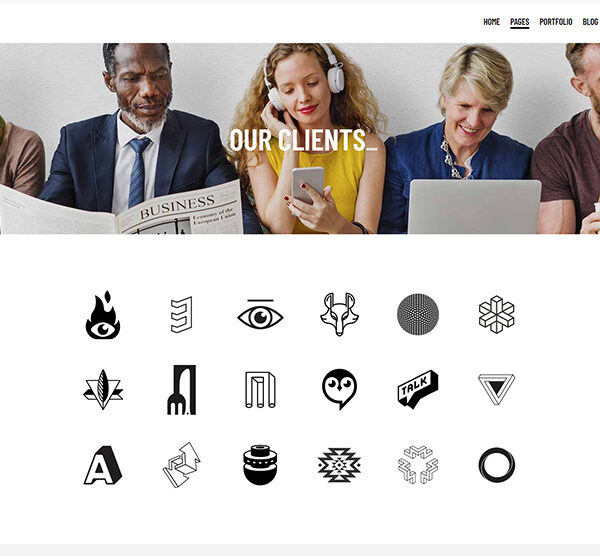 HOME PAGES PORTFOLIO BLOG
OUR CLIENTS_
BUSINESS
Economy of the
European Union
TALK
A